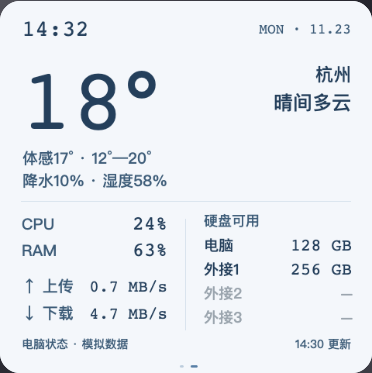 14:32 MON · 11.23
18°
杭州
晴间多云
体感17° · 12°—20°
降水10% · 湿度58%
CPU 24%
RAM 63%
↑ 上传 0.7 MB/s
↓ 下载 4.7 MB/s
硬盘可用
电脑 128 GB
外接1 256 GB
外接2 —
外接3 —
电脑状态 · 模拟数据 14:30 更新